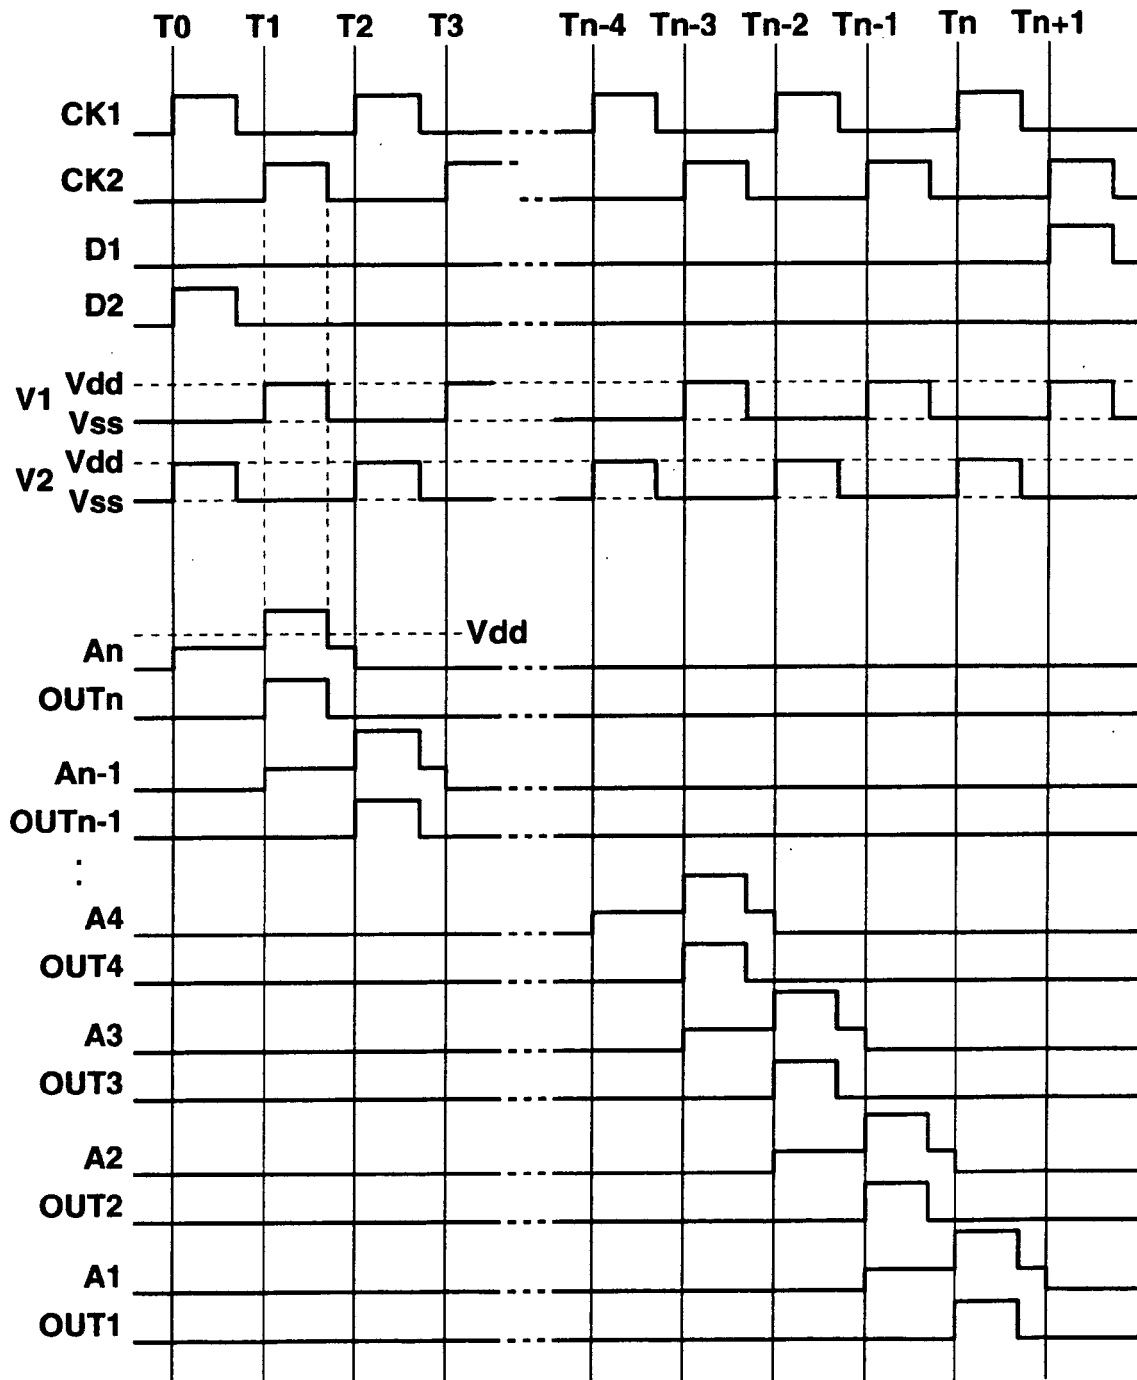 T0 T1 T2 T3 Tn-4 Tn-3 Tn-2 Tn-1 Tn Tn+1
CK1
CK2
D1
D2
V1 Vdd
Vss
V2 Vdd
Vss
Vdd
An
OUTn
An-1
OUTn-1
:
A4
OUT4
A3
OUT3
A2
OUT2
A1
OUT1